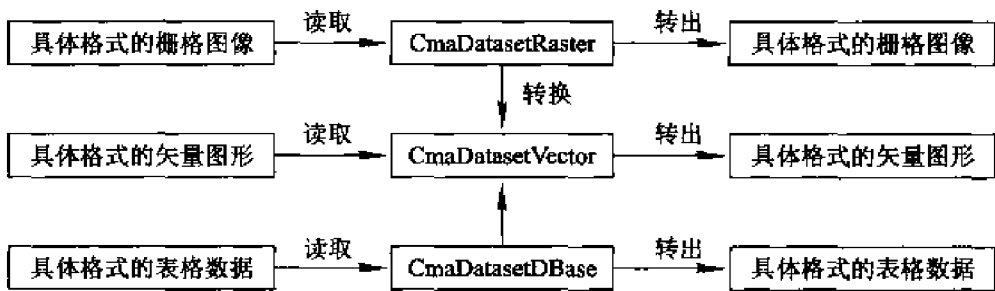 读取
转出
具体格式的栅格图像
CmaDatasetRaster
具体格式的栅格图像
转换
读取
转出
具体格式的矢量图形
CmaDatasetVector
具体格式的矢量图形
读取
转出
具体格式的表格数据
CmaDatasetDBase
具体格式的表格数据